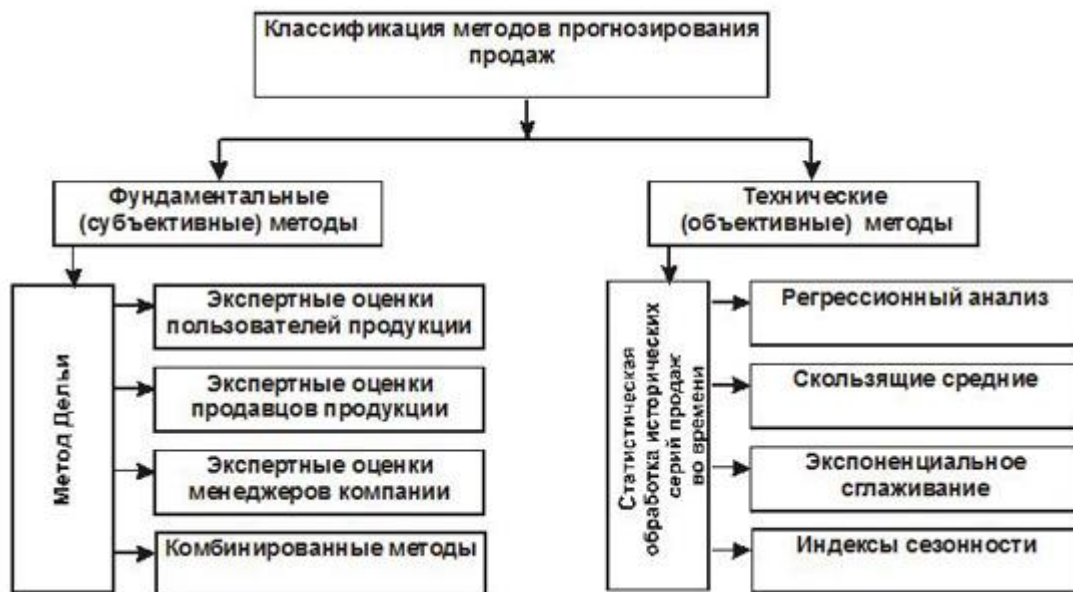 Классификация методов прогнозирования
продаж
Фундаментальные
(субъективные) методы
Технические
(объективные) методы
Метод Дельи
Экспертные оценки
пользователей продукции
Экспертные оценки
продавцов продукции
Экспертные оценки
менеджеров компании
Комбинированные методы
Статистическая
обработка исторических
серий продаж
во времени
Регрессионный анализ
Скользящие средние
Экспоненциальное
сглаживание
Индексы сезонности